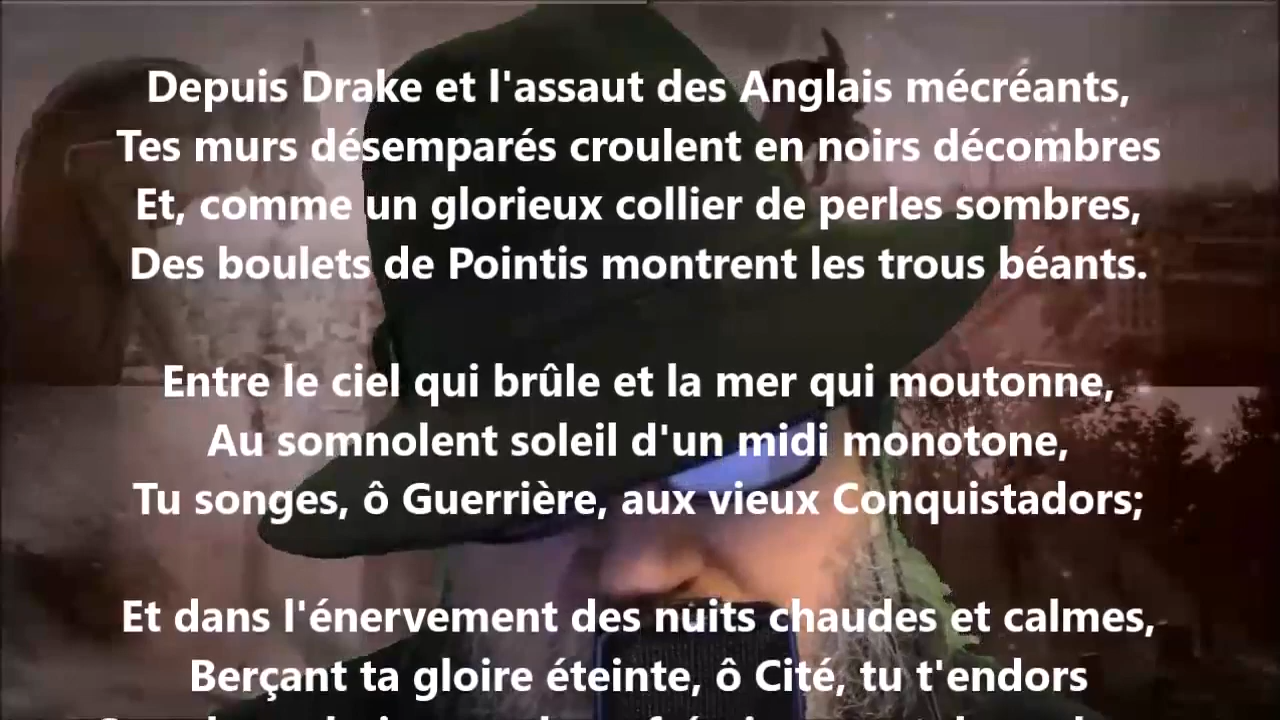 Depuis Drake et l'assaut des Anglais mécréants,
Tes murs désemparés croulent en noirs décombres
Et, comme un glorieux collier de perles sombres,
Des boulets de Pointis montrent les trous béants.
Entre le ciel qui brûle et la mer qui moutonne,
Au somnolent soleil d'un midi monotone,
Tu songes, ô Guerrière, aux vieux Conquistadors;
Et dans l'énervement des nuits chaudes et calmes,
Berçant ta gloire éteinte, ô Cité, tu t'endors